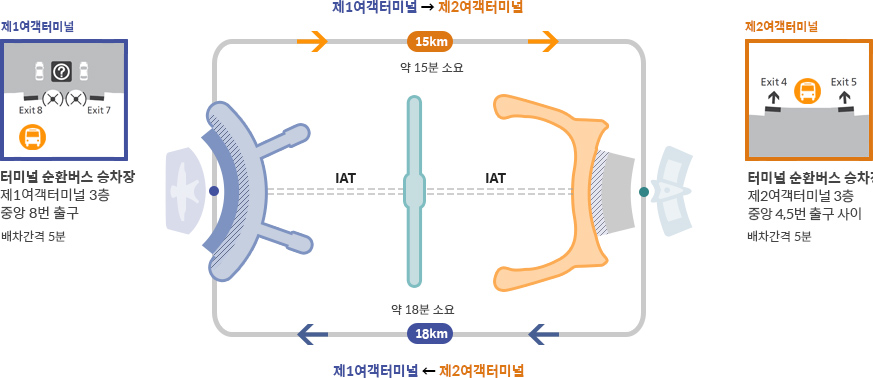 제1여객터미널 → 제2여객터미널
제1여객터미널
Exit 8
Exit 7
터미널 순환버스 승차장
제1여객터미널 3층
중앙 8번 출구
배차간격 5분
15km
약 15분 소요
IAT
IAT
약 18분 소요
18km
제1여객터미널 ← 제2여객터미널
제2여객터미널
Exit 4
Exit 5
터미널 순환버스 승차
제2여객터미널 3층
중앙 4,5번 출구 사이
배차간격 5분